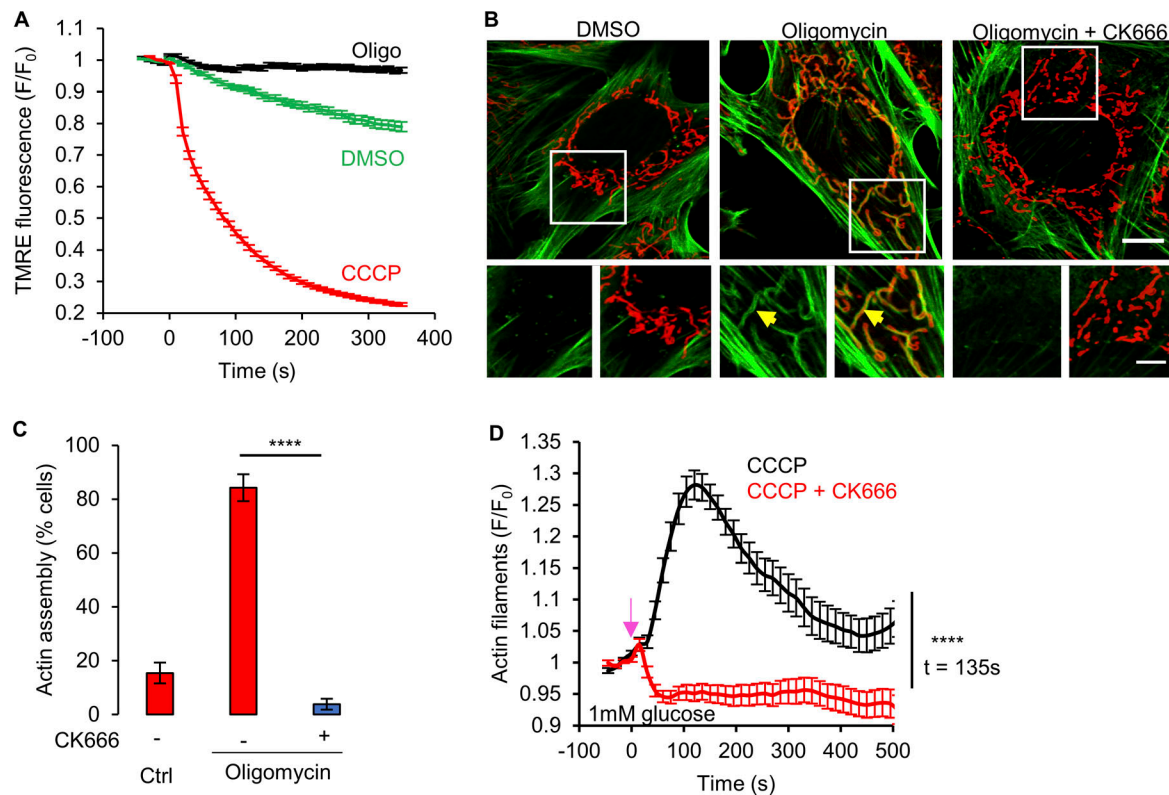 A
TMRE fluorescence (F/F0)
1.1
1
0.9
0.8
0.7
0.6
0.5
0.4
0.3
0.2
Oligo
DMSO
CCCP
-100 0 100 200 300 400
Time (s)
B
DMSO
Oligomycin
Oligomycin + CK666
C
Actin assembly (% cells)
100
80
60
40
20
0
****
CK666 - - +
Ctrl Oligomycin
D
Actin filaments (F/F0)
1.35
1.3
1.25
1.2
1.15
1.1
1.05
1
0.95
0.9
CCCP
CCCP + CK666
****
t = 135s
1mM glucose
-100 0 100 200 300 400 500
Time (s)